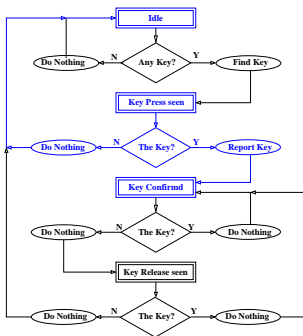 Idle
N Y
Do Nothing Any Key? Find Key
Key Press seen
N Y
Do Nothing The Key? Report Key
Key Confirmd
N Y
Do Nothing The Key? Do Nothing
Key Release seen
N Y
Do Nothing The Key? Do Nothing